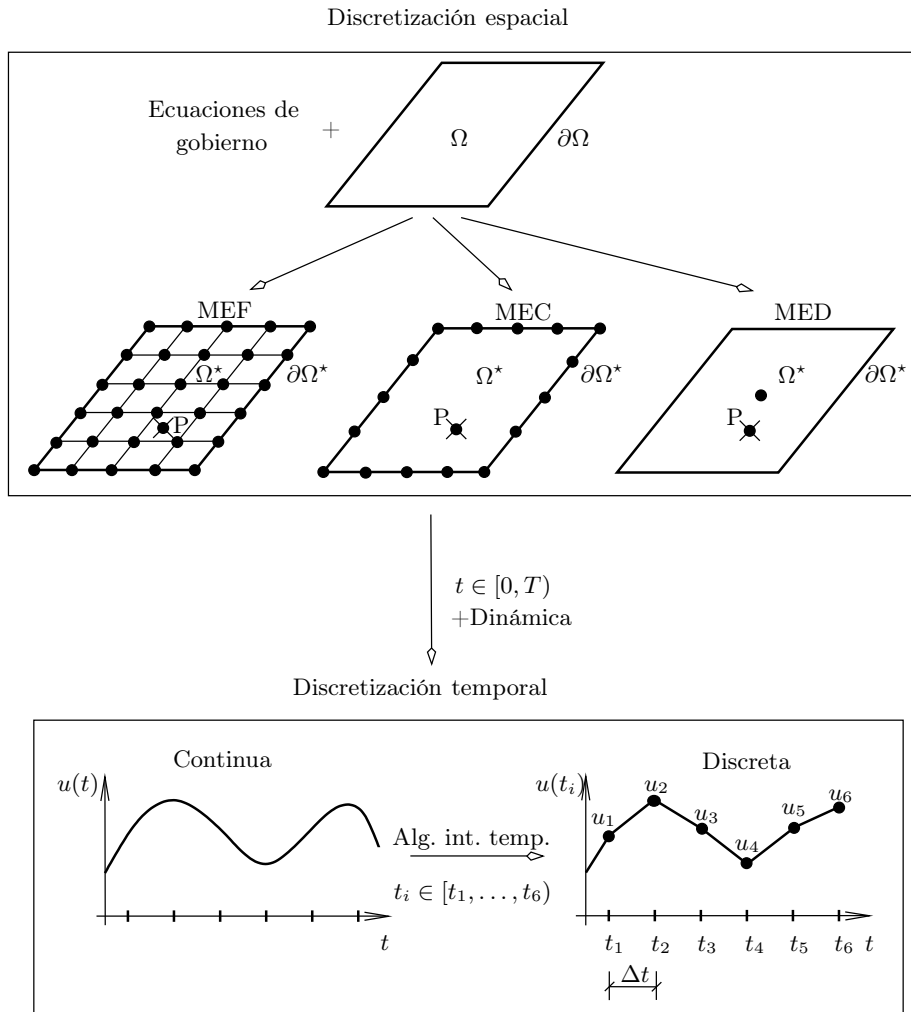 Discretización espacial
Ecuaciones de
gobierno
+
Ω
∂Ω
MEF
MEC
MED
Ω⋆
∂Ω⋆
Ω⋆
∂Ω⋆
Ω⋆
∂Ω⋆
P
P
P
t ∈ [0, T)
+Dinámica
Discretización temporal
Continua
Discreta
u(t)
u(t_i)
u_1
u_2
u_3
u_4
u_5
u_6
Alg. int. temp.
t_i ∈ [t_1, . . . , t_6)
t
t_1
t_2
t_3
t_4
t_5
t_6
t
Δt